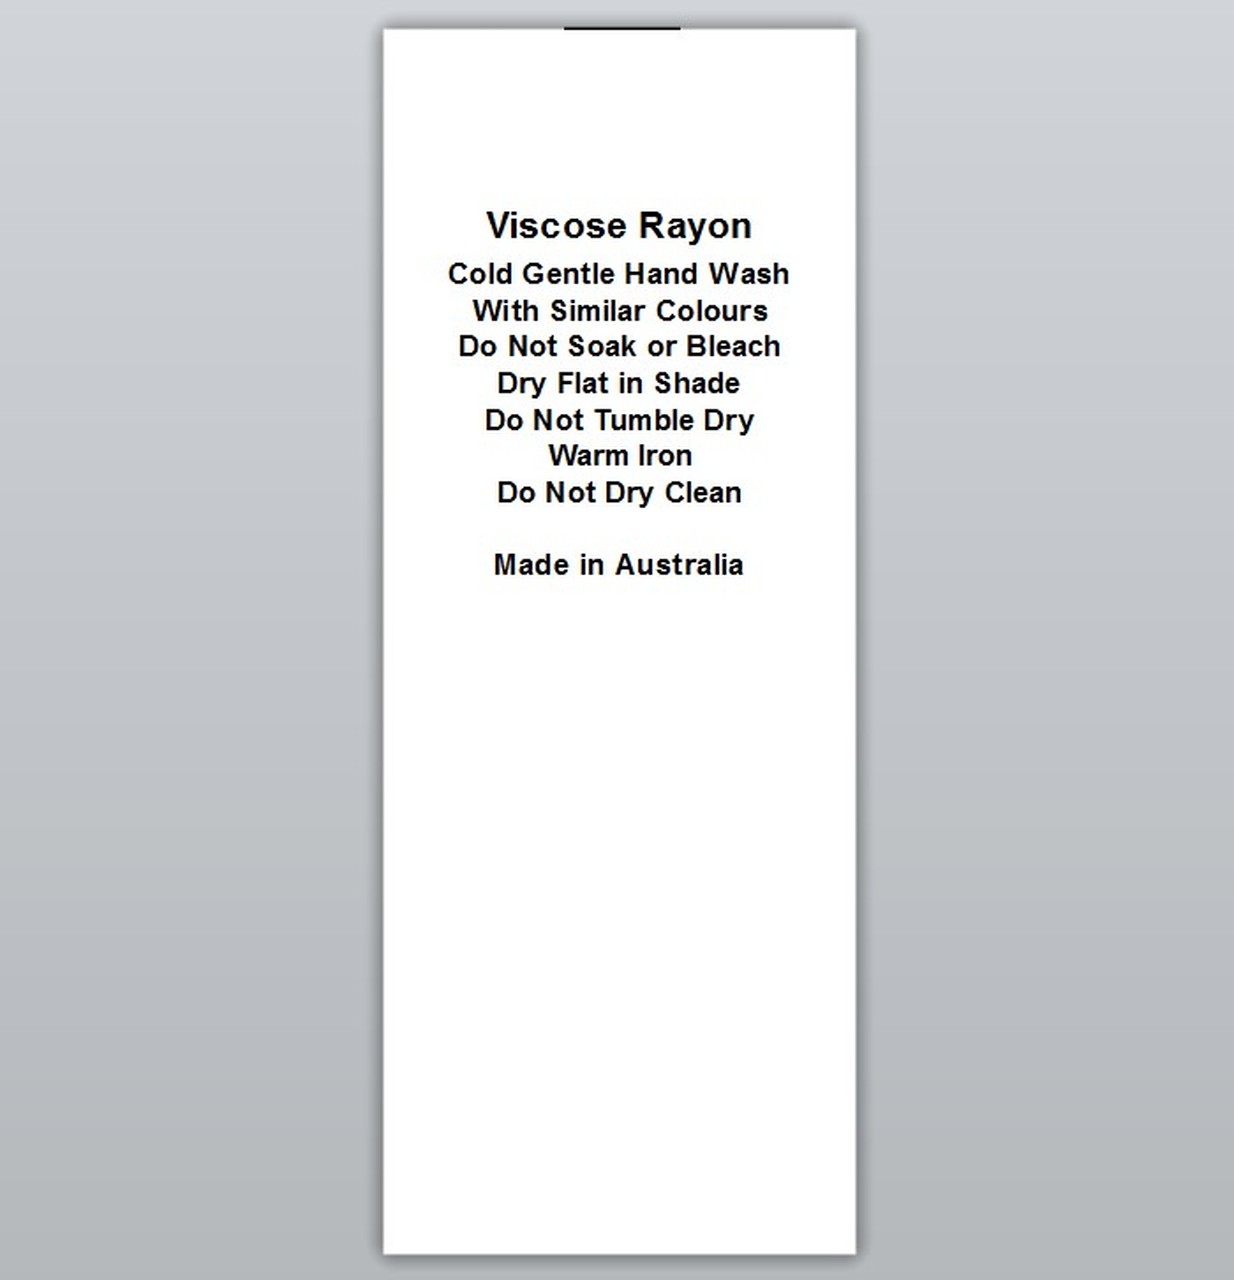 Viscose Rayon
Cold Gentle Hand Wash
With Similar Colours
Do Not Soak or Bleach
Dry Flat in Shade
Do Not Tumble Dry
Warm Iron
Do Not Dry Clean
Made in Australia